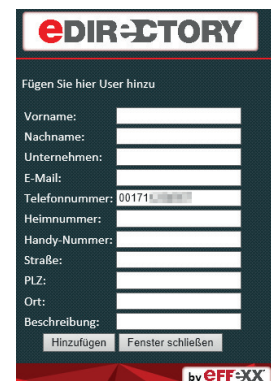 eDIRECTORY
Fügen Sie hier User hinzu
Vorname:
Nachname:
Unternehmen:
E-Mail:
Telefonnummer: 00171
Heimnummer:
Handy-Nummer:
Straße:
PLZ:
Ort:
Beschreibung:
Hinzufügen Fenster schließen
by eFF-XX